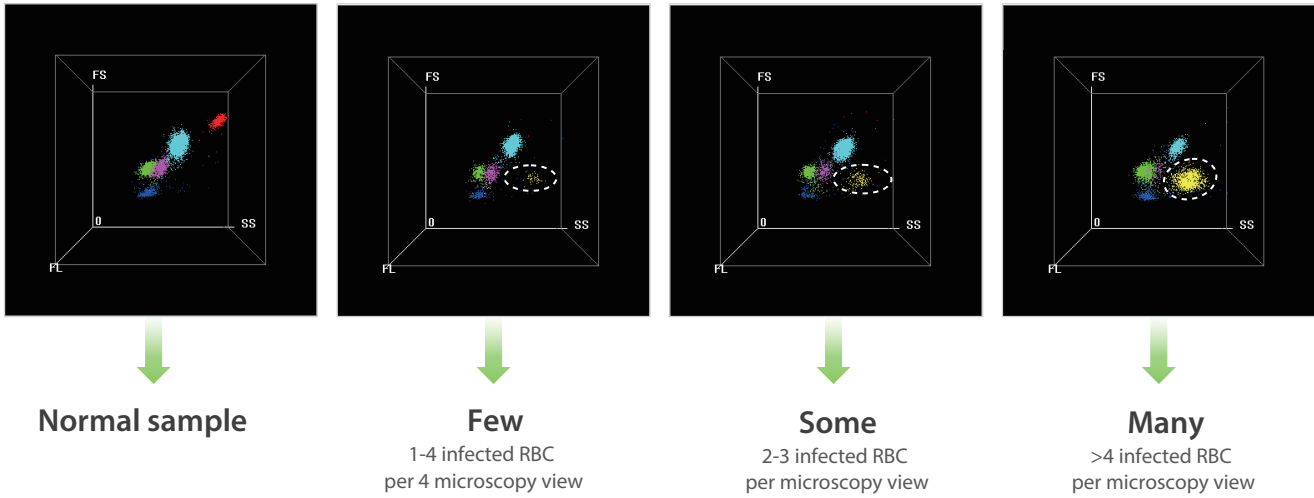 FS
0
SS
FL
FS
0
SS
FL
FS
0
SS
FL
FS
0
SS
FL
Normal sample
Few
1-4 infected RBC
per 4 microscopy view
Some
2-3 infected RBC
per microscopy view
Many
>4 infected RBC
per microscopy view